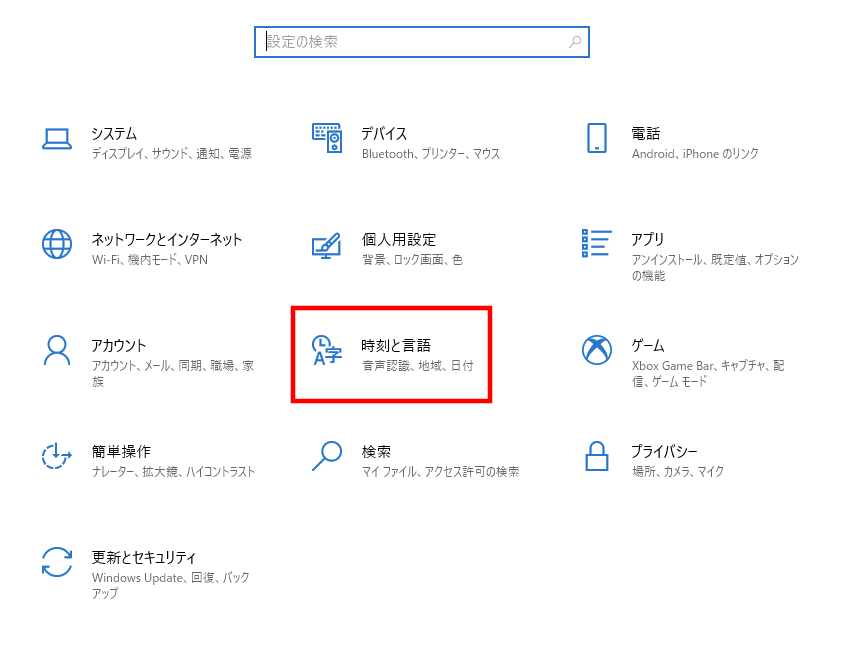 設定の検索
システム
ディスプレイ、サウンド、通知、電源
デバイス
Bluetooth、プリンター、マウス
電話
Android、iPhone のリンク
ネットワークとインターネット
Wi-Fi、機内モード、VPN
個人用設定
背景、ロック画面、色
アプリ
アンインストール、既定値、オプション
の機能
アカウント
アカウント、メール、同期、職場、家
族
時刻と言語
音声認識、地域、日付
ゲーム
Xbox Game Bar、キャプチャ、配
信、ゲーム モード
簡単操作
ナレーター、拡大鏡、ハイコントラスト
検索
マイ ファイル、アクセス許可の検索
プライバシー
場所、カメラ、マイク
更新とセキュリティ
Windows Update、回復、バック
アップ